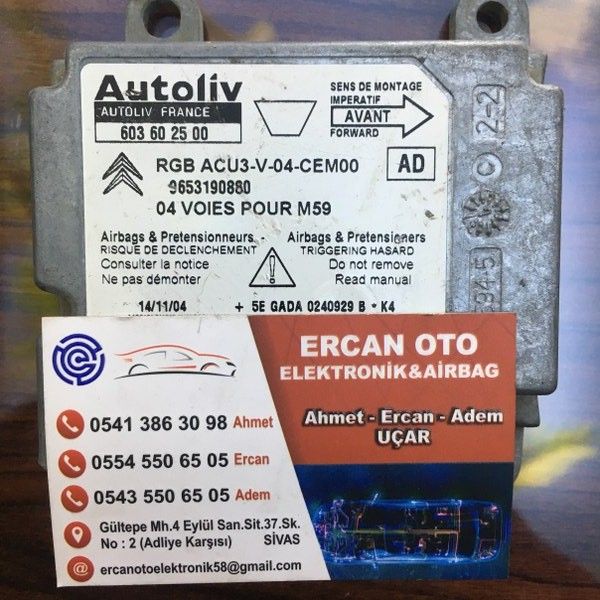 Autoliv
AUTOLIV FRANCE
603 60 25 00
SENS DE MONTAGE
IMPERATIF
AVANT
FORWARD
RGB ACU3-V-04-CEM00
AD
9653190880
04 VOIES POUR M59
Airbags & Pretensionneurs -
RISQUE DE DECLENCHEMENT
Consulter la notice
Ne pas démonter
Airbags & Pretensioners
TRIGGERING HASARD
Do not remove
Read manual
14/11/04 + 5E GADA 0240929 B * K4
2-2
ERCAN OTO
ELEKTRONİK&AİRBAG
Ahmet - Ercan - Adem
UÇAR
0541 386 30 98 Ahmet
0554 550 65 05 Ercan
0543 550 65 05 Adem
Gültepe Mh.4 Eylül San.Sit.37.Sk.
No : 2 (Adliye Karşısı) SİVAS
@ ercanotoelektronik58@gmail.com